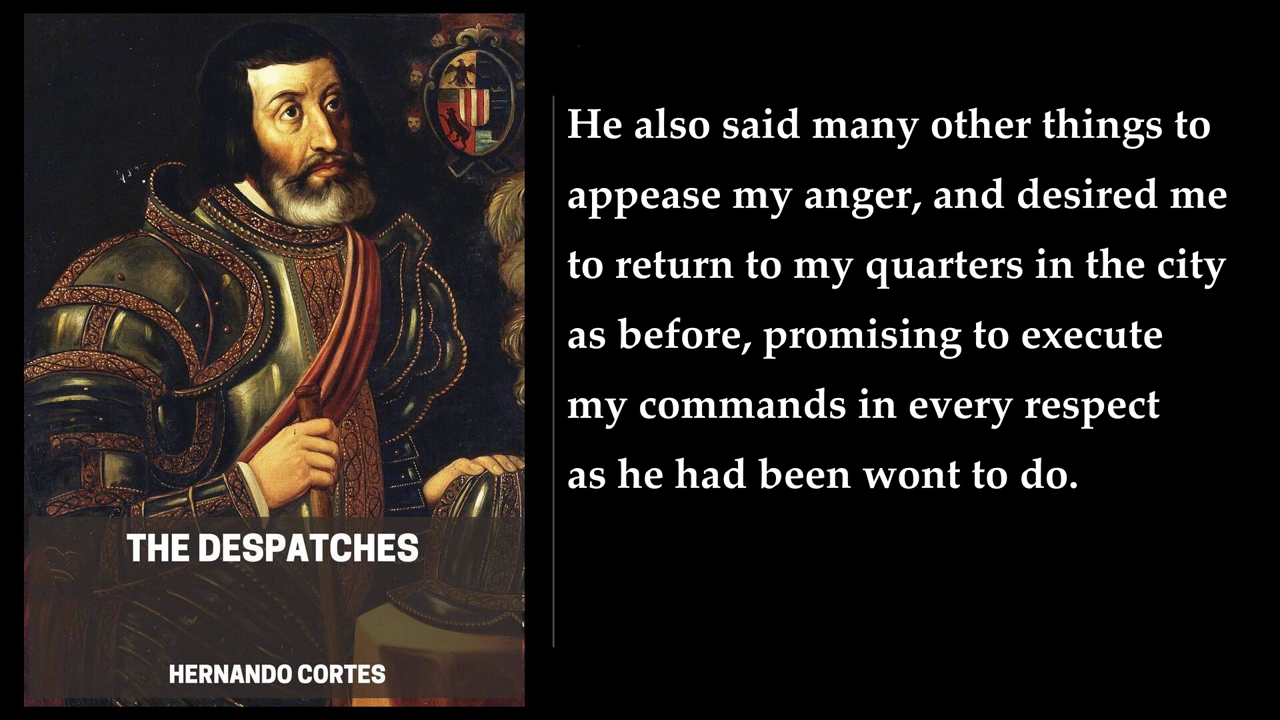 He also said many other things to
appease my anger, and desired me
to return to my quarters in the city
as before, promising to execute
my commands in every respect
as he had been wont to do.
THE DESPATCHES
HERNANDO CORTES